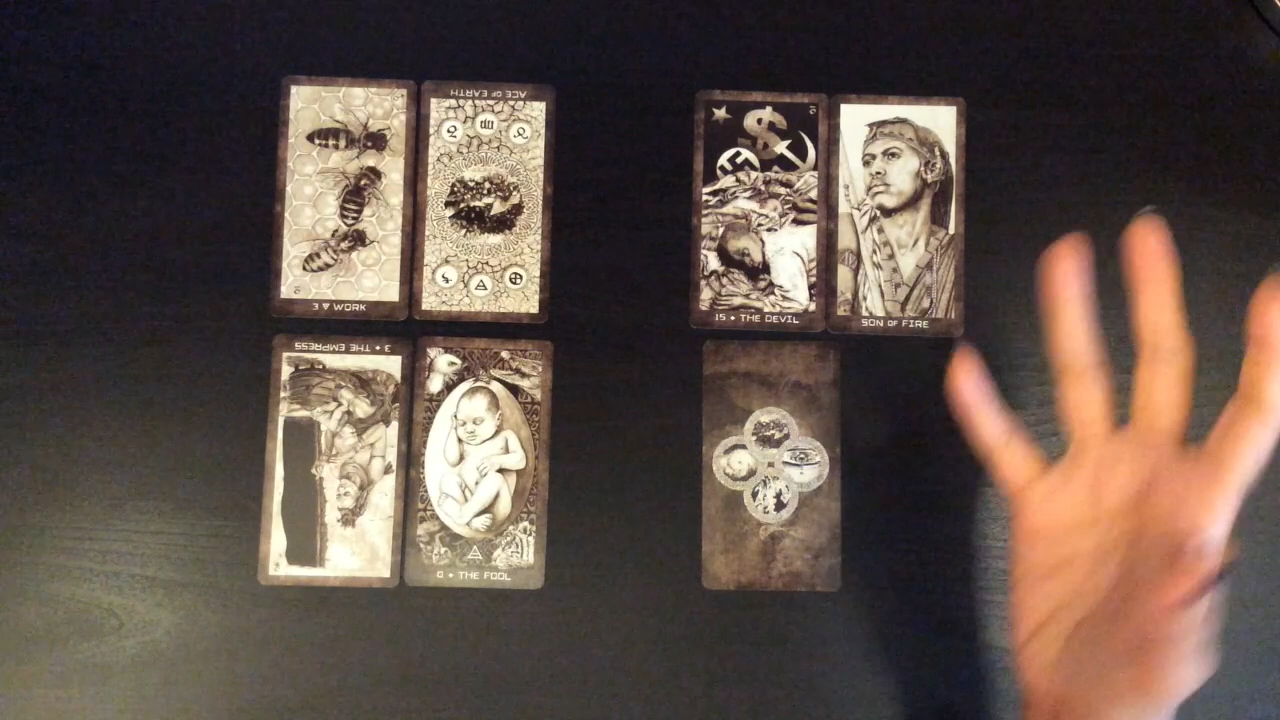 3 ▽ WORK
ACE OF EARTH
15 ♦ THE DEVIL
SON OF FIRE
3 ♦ THE EMPRESS
0 ♦ THE FOOL